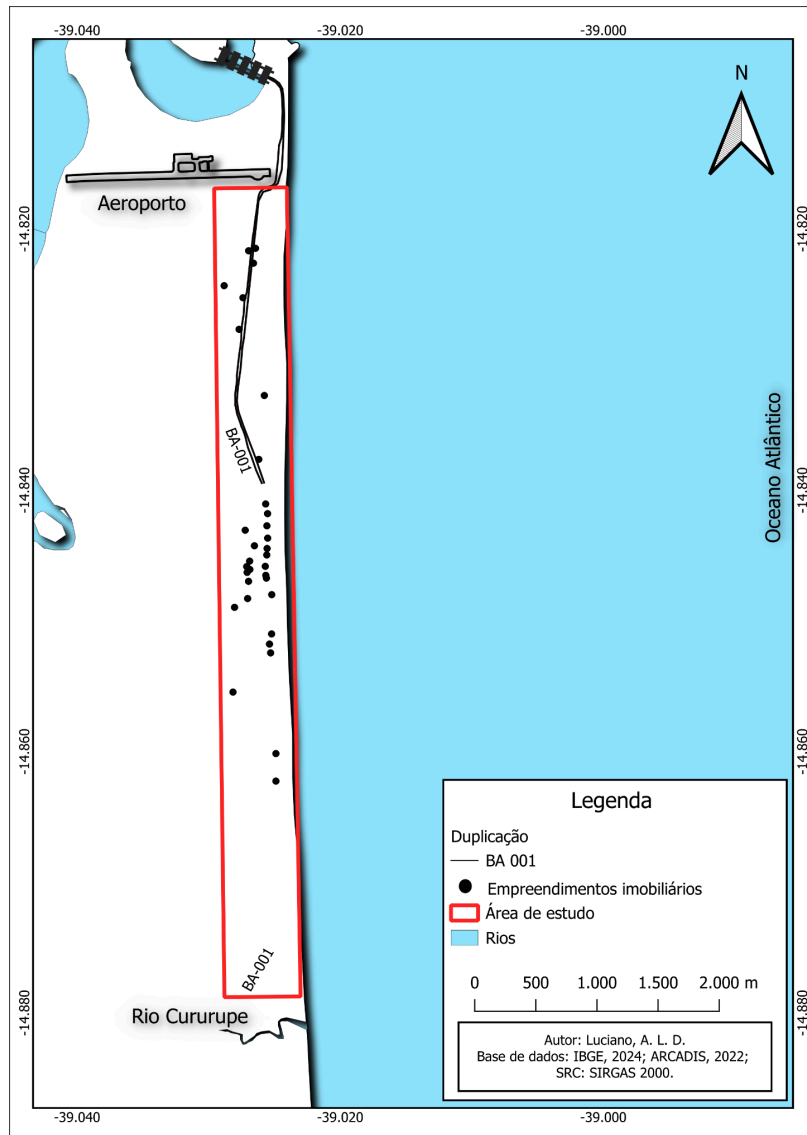 -39.040
-39.020
-39.000
N
Aeroporto
-14.820
-14.820
BA-001
Oceano Atlântico
-14.840
-14.840
-14.860
-14.860
Legenda
Duplicação
BA 001
Empreendimentos imobiliários
Área de estudo
Rios
0 500 1.000 1.500 2.000 m
BA-001
-14.880
-14.880
Rio Cururupe
Autor: Luciano, A. L. D.
Base de dados: IBGE, 2024; ARCADIS, 2022;
SRC: SIRGAS 2000.
-39.040
-39.020
-39.000